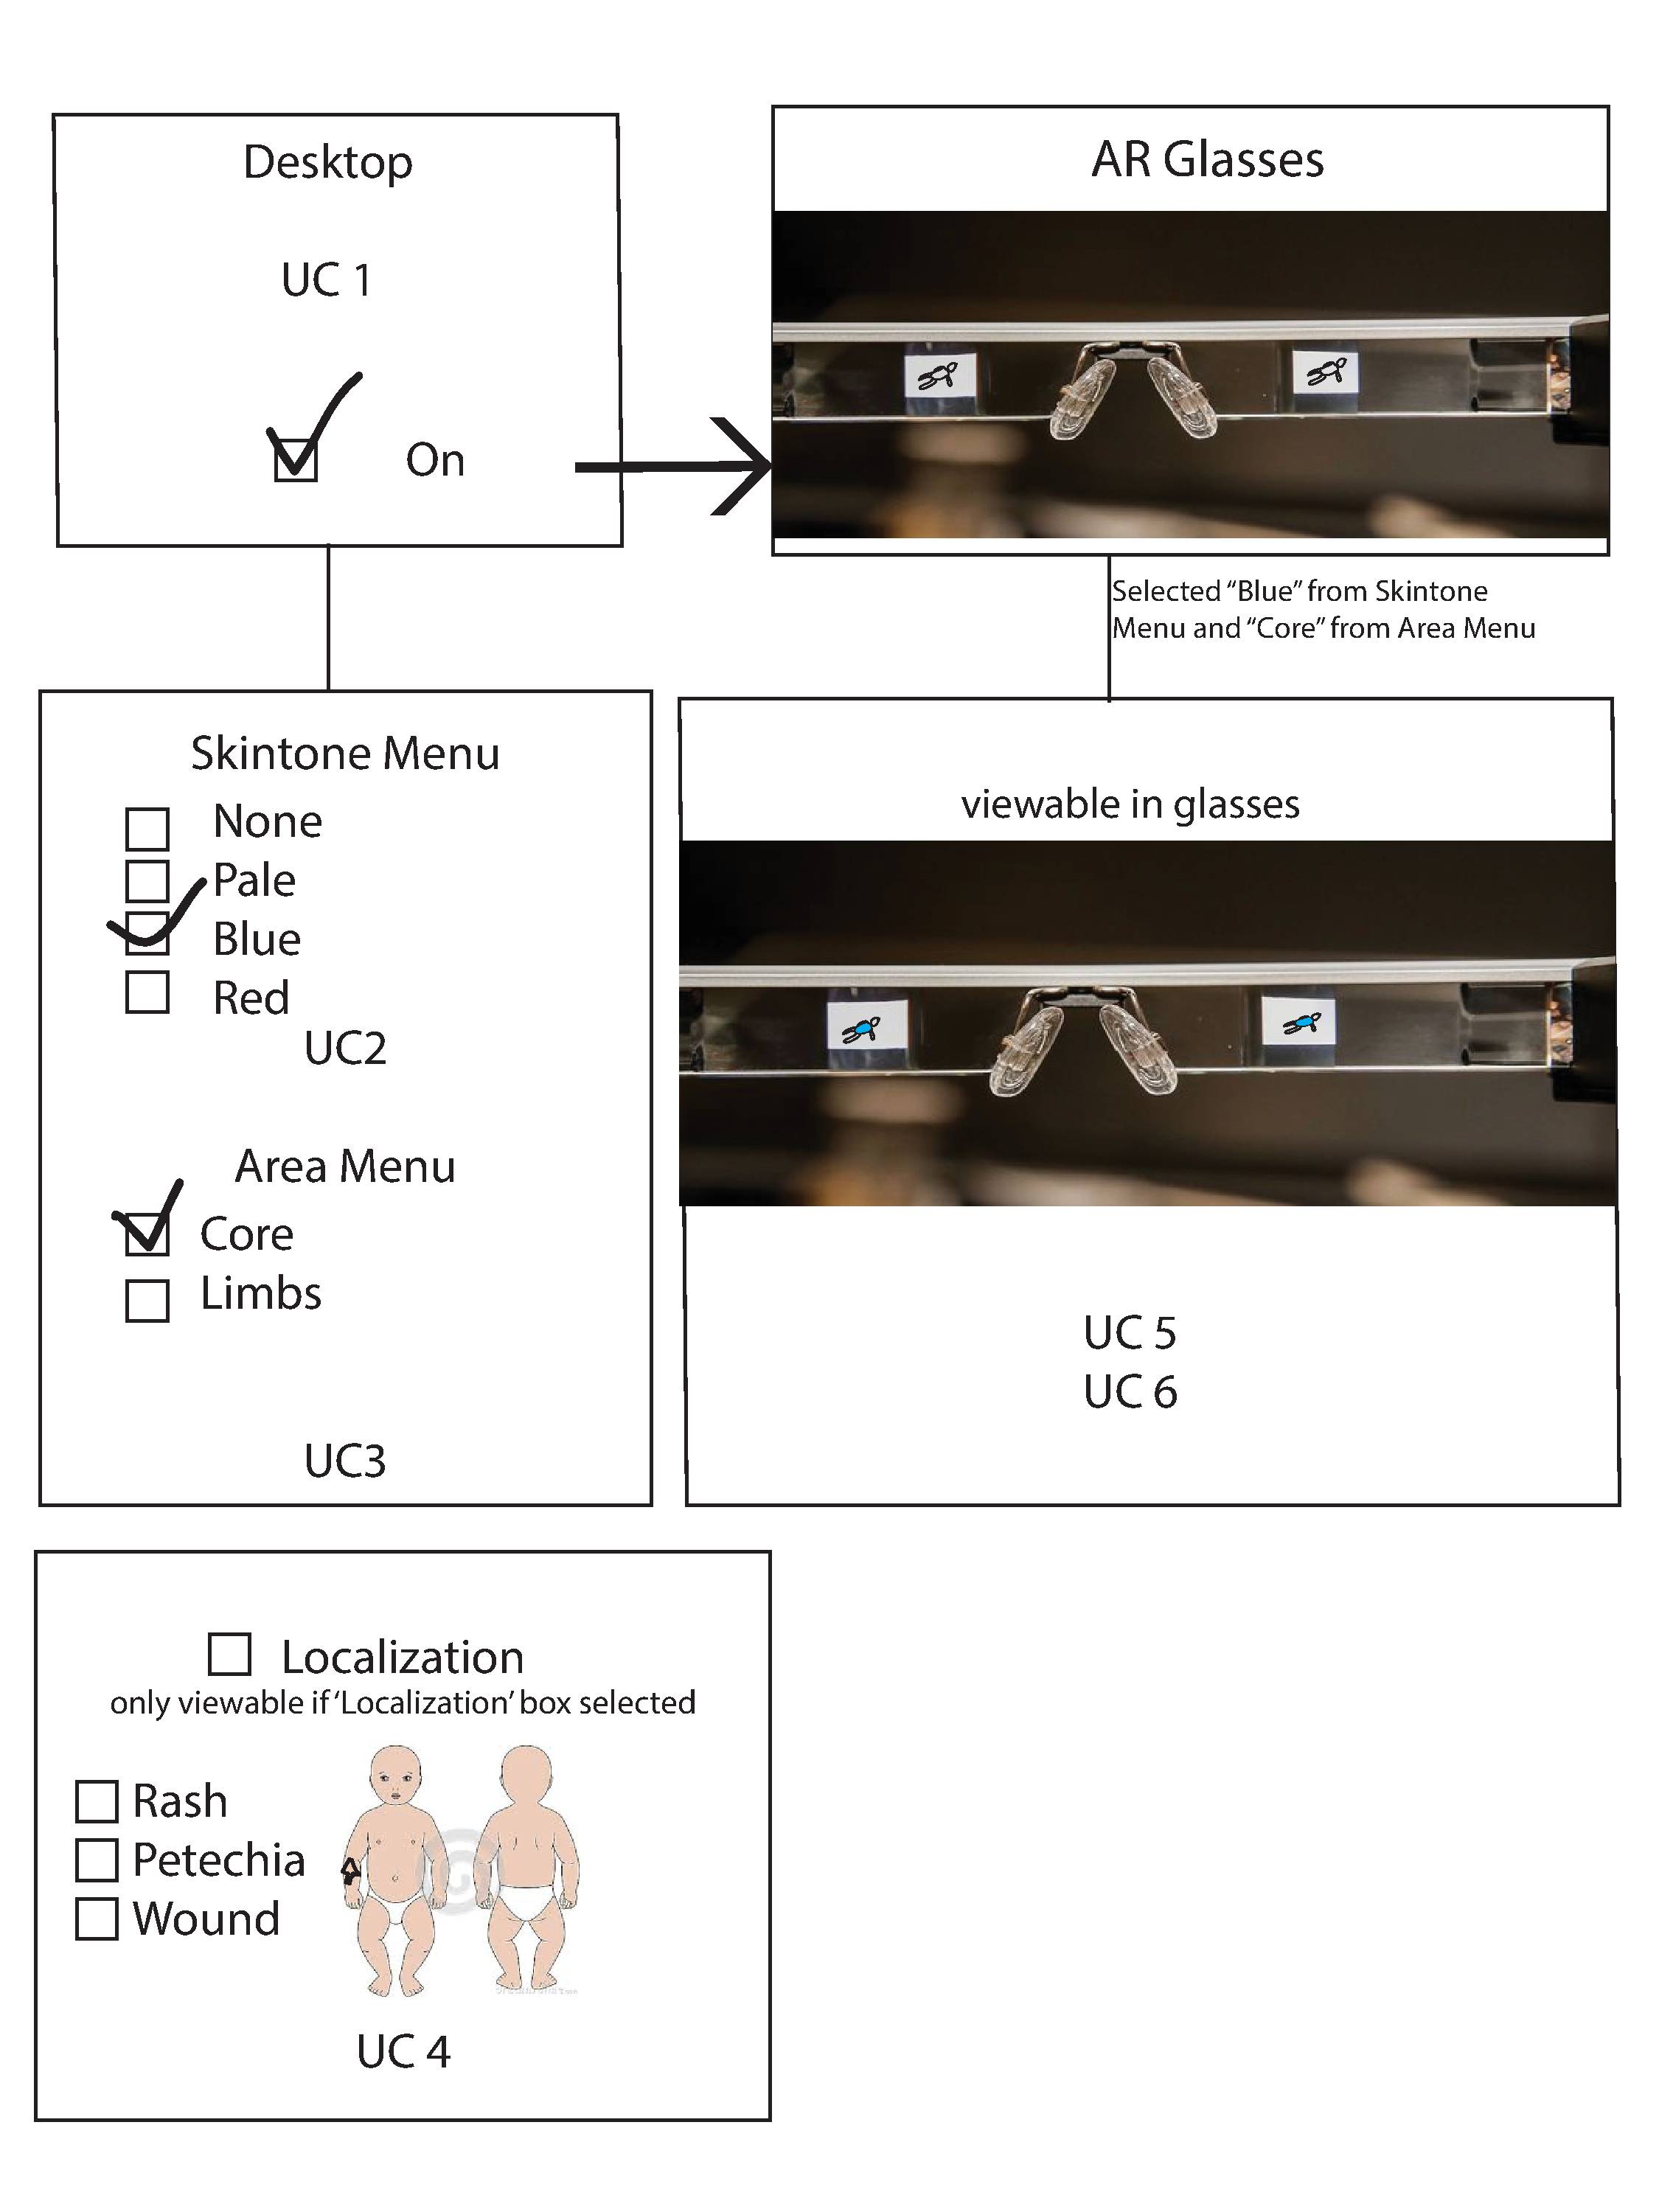 Desktop
UC 1
On
AR Glasses
Selected "Blue" from Skintone
Menu and "Core" from Area Menu
Skintone Menu
None
Pale
Blue
Red
UC2
Area Menu
Core
Limbs
UC3
viewable in glasses
UC 5
UC 6
Localization
only viewable if 'Localization' box selected
Rash
Petechia
Wound
UC 4